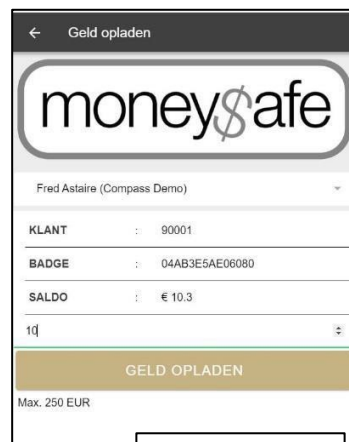 ← Geld opladen
money$afe
Fred Astaire (Compass Demo)
KLANT : 90001
BADGE : 04AB3E5AE06080
SALDO : € 10.3
10
GELD OPLADEN
Max. 250 EUR